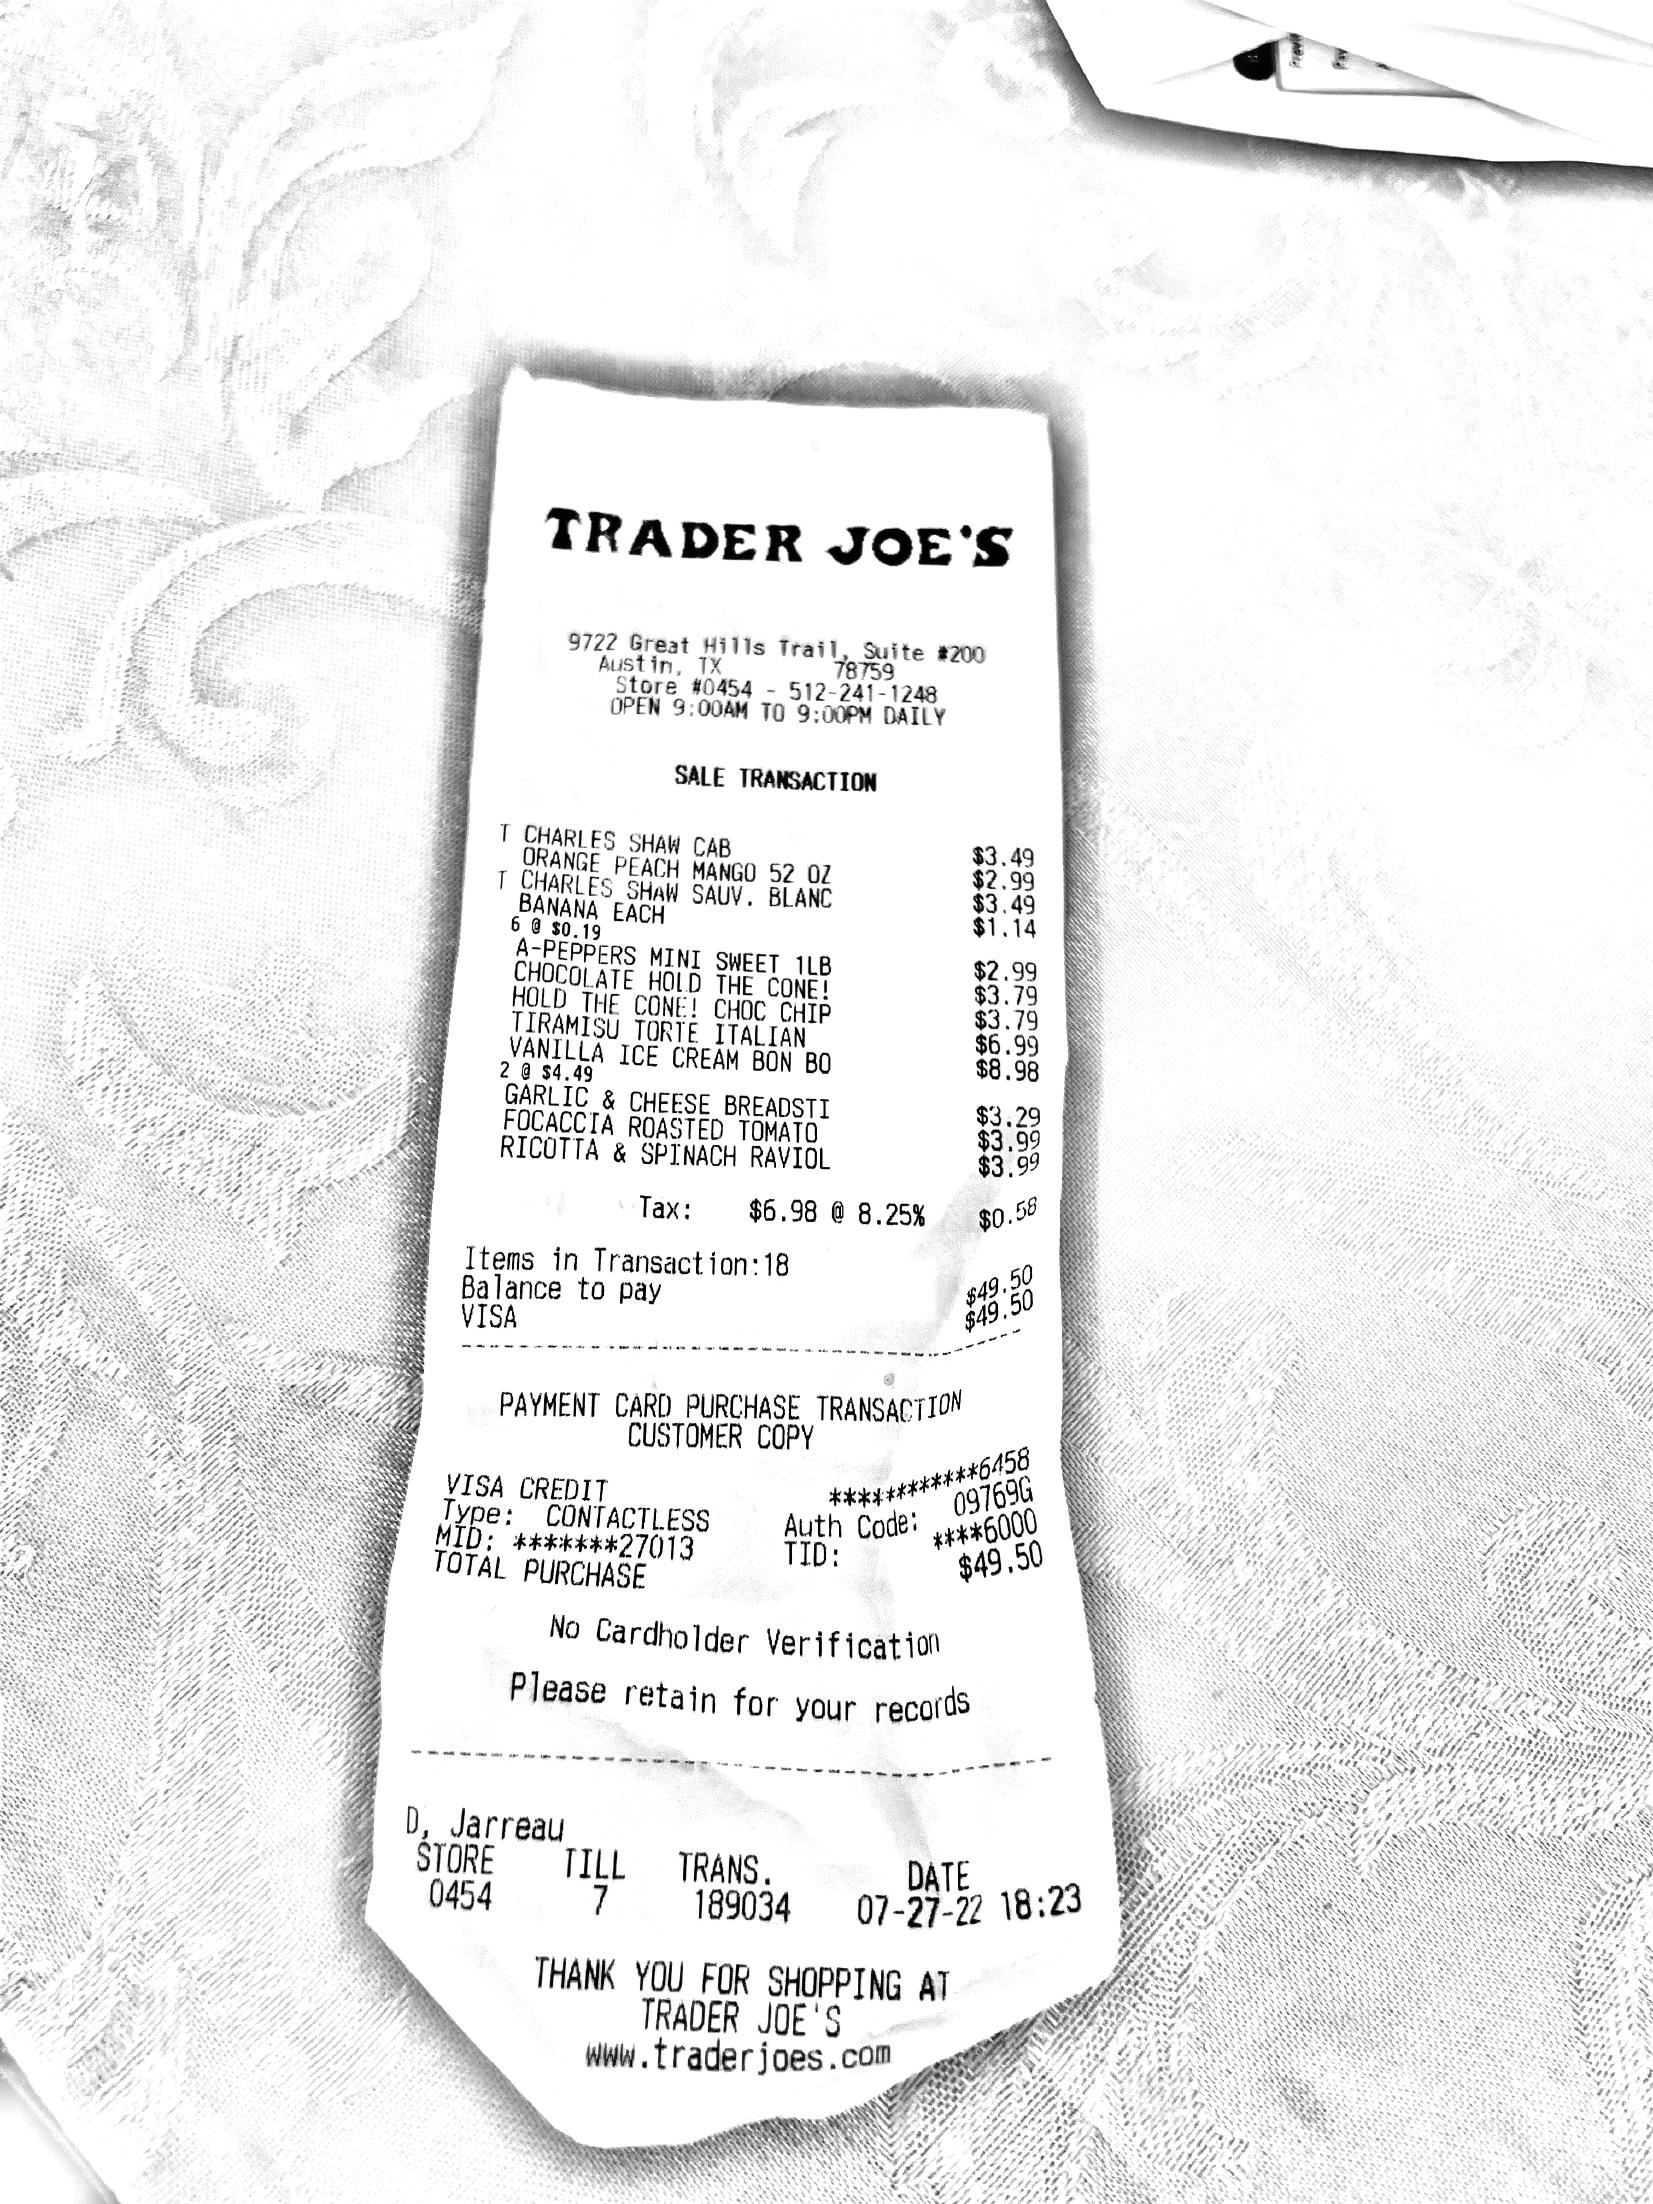 TRADER JOE'S
9722 Great Hills Trail, Suite #200
Austin, TX 78759
Store #0454 - 512-241-1248
OPEN 9:00AM TO 9:00PM DAILY
SALE TRANSACTION
T CHARLES SHAW CAB $3.49
ORANGE PEACH MANGO 52 OZ $2.99
T CHARLES SHAW SAUV. BLANC $3.49
BANANA EACH $1.14
6 @ $0.19
A-PEPPERS MINI SWEET 1LB $2.99
CHOCOLATE HOLD THE CONE! $3.79
HOLD THE CONE! CHOC CHIP $3.79
TIRAMISU TORTE ITALIAN $6.99
VANILLA ICE CREAM BON BO $8.98
2 @ $4.49
GARLIC & CHEESE BREADSTI $3.29
FOCACCIA ROASTED TOMATO $3.99
RICOTTA & SPINACH RAVIOL $3.99
Tax: $6.98 @ 8.25% $0.58
Items in Transaction:18
Balance to pay $49.50
VISA $49.50
PAYMENT CARD PURCHASE TRANSACTION
CUSTOMER COPY
VISA CREDIT ************6458
Type: CONTACTLESS Auth Code: 09769G
MID: *******27013 TID: ****6000
TOTAL PURCHASE $49.50
No Cardholder Verification
Please retain for your records
D, Jarreau
STORE TILL TRANS. DATE
0454 7 189034 07-27-22 18:23
THANK YOU FOR SHOPPING AT
TRADER JOE'S
www.traderjoes.com